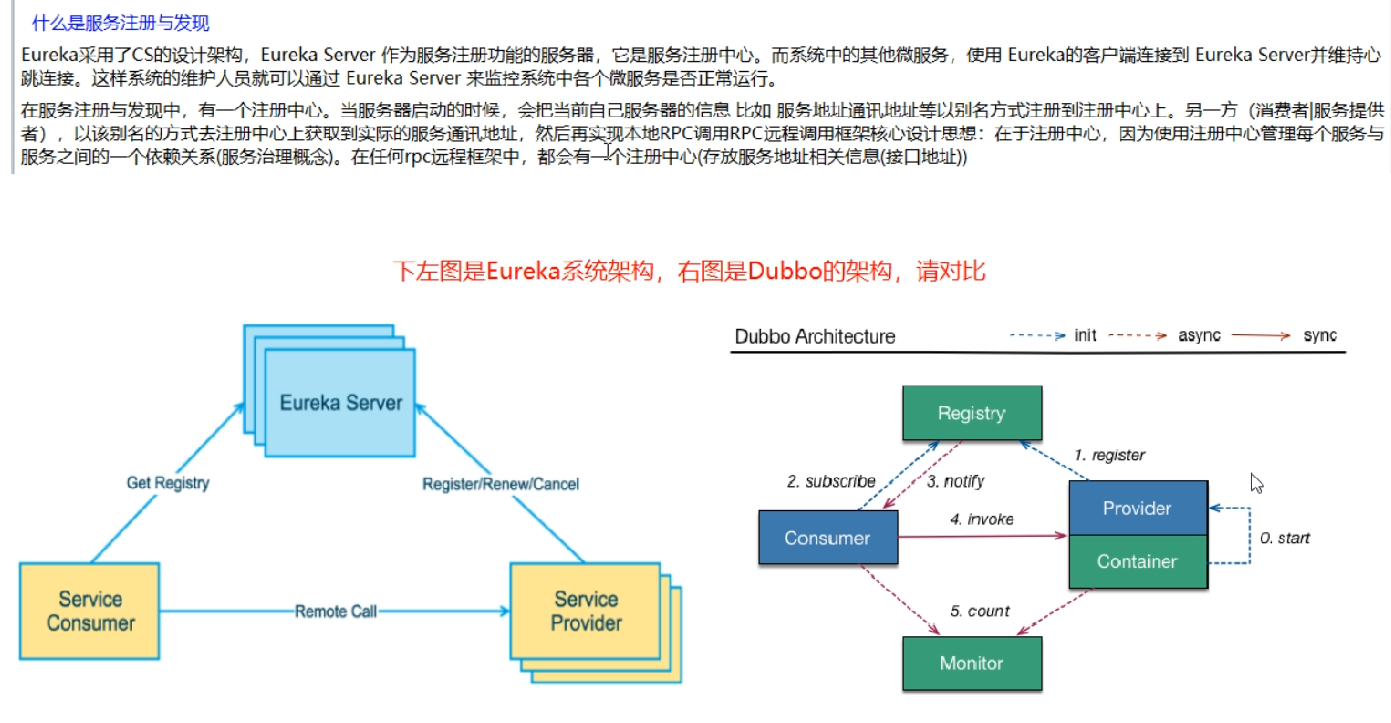 什么是服务注册与发现
Eureka采用了CS的设计架构，Eureka Server 作为服务注册功能的服务器，它是服务注册中心。而系统中的其他微服务，使用 Eureka的客户端连接到 Eureka Server并维持心
跳连接。这样系统的维护人员就可以通过 Eureka Server 来监控系统中各个微服务是否正常运行。
在服务注册与发现中，有一个注册中心。当服务器启动的时候，会把当前自己服务器的信息 比如 服务地址通讯地址等以别名方式注册到注册中心上。另一方（消费者|服务提供
者），以该别名的方式去注册中心上获取到实际的服务通讯地址，然后再实现本地RPC调用RPC远程调用框架核心设计思想：在于注册中心，因为使用注册中心管理每个服务与
服务之间的一个依赖关系(服务治理概念)。在任何rpc远程框架中，都会有一个注册中心(存放服务地址相关信息(接口地址))
下左图是Eureka系统架构，右图是Dubbo的架构，请对比
Eureka Server
Get Registry
Register/Renew/Cancel
Service
Consumer
Remote Call
Service
Provider
Dubbo Architecture
init
async
sync
Registry
1. register
2. subscribe
3. notify
Provider
4. invoke
Consumer
Container
0. start
5. count
Monitor